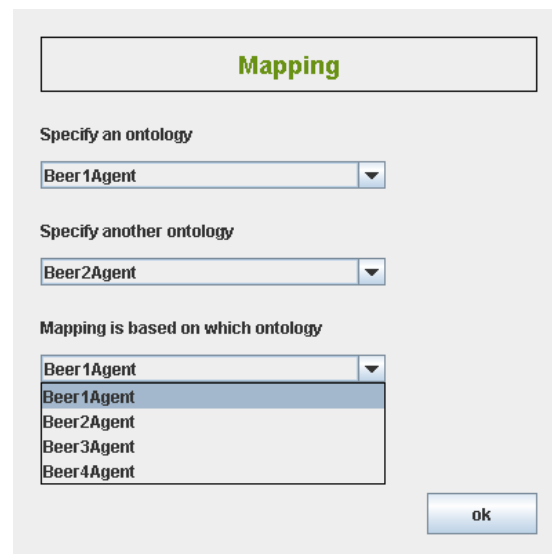 Mapping
Specify an ontology
Beer1Agent
Specify another ontology
Beer2Agent
Mapping is based on which ontology
Beer1Agent
Beer1Agent
Beer2Agent
Beer3Agent
Beer4Agent
ok